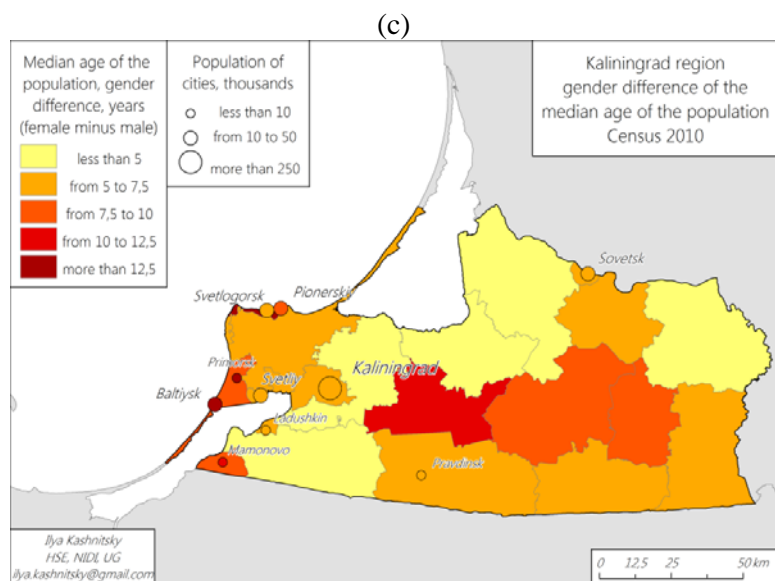 (c)
Median age of the
population, gender
difference, years
(female minus male)
less than 5
from 5 to 7,5
from 7,5 to 10
from 10 to 12,5
more than 12,5
Population of
cities, thousands
less than 10
from 10 to 50
more than 250
Kaliningrad region
gender difference of the
median age of the population
Census 2010
Sovetsk
Svetlogorsk
Pionerskiy
Primorsk
Kaliningrad
Baltiysk
Svetliy
Ladushkin
Mamonovo
Pravdinsk
Ilya Kashnitsky
HSE, NIDI, UG
ilya.kashnitsky@gmail.com
0 12,5 25 50 km